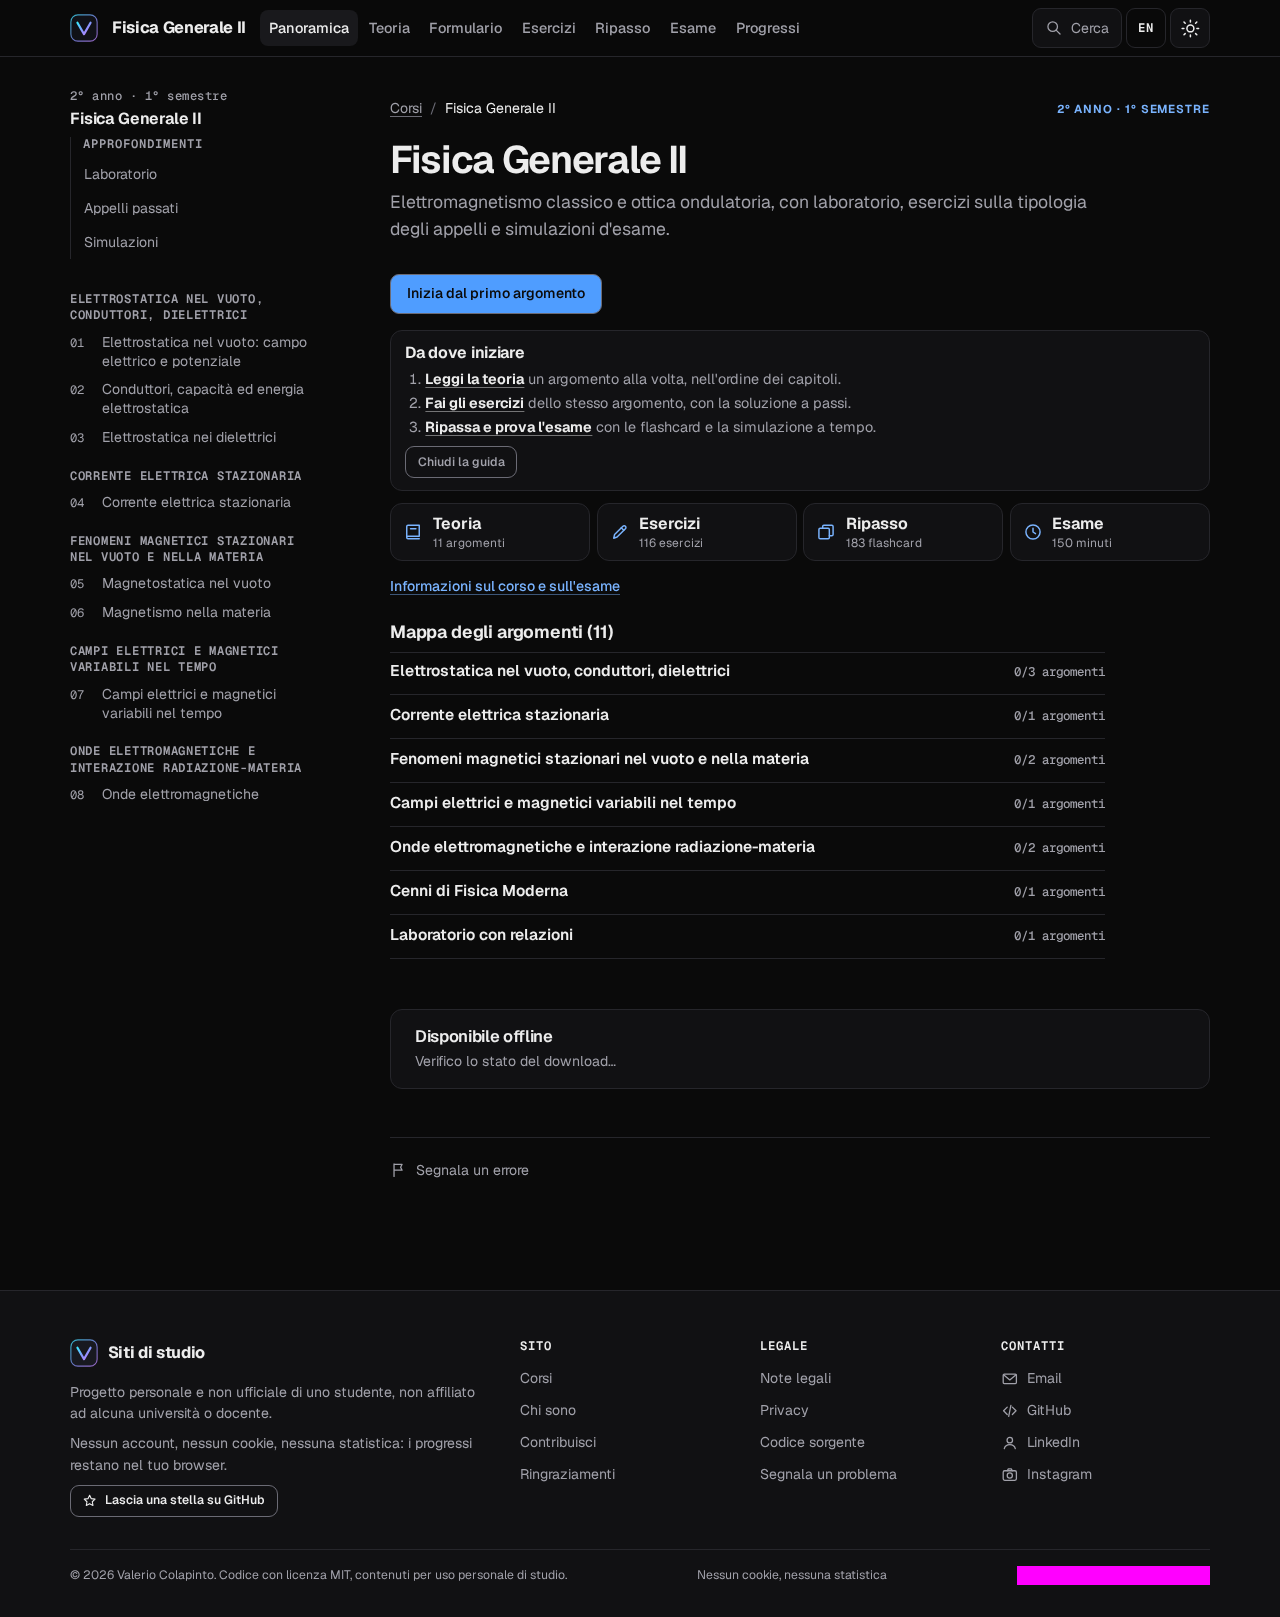 Fisica Generale II
Panoramica
Teoria
Formulario
Esercizi
Ripasso
Esame
Progressi
Cerca
EN
2° anno · 1° semestre
Fisica Generale II
APPROFONDIMENTI
Laboratorio
Appelli passati
Simulazioni
ELETTROSTATICA NEL VUOTO,
CONDUTTORI, DIELETTRICI
01 Elettrostatica nel vuoto: campo
elettrico e potenziale
02 Conduttori, capacità ed energia
elettrostatica
03 Elettrostatica nei dielettrici
CORRENTE ELETTRICA STAZIONARIA
04 Corrente elettrica stazionaria
FENOMENI MAGNETICI STAZIONARI
NEL VUOTO E NELLA MATERIA
05 Magnetostatica nel vuoto
06 Magnetismo nella materia
CAMPI ELETTRICI E MAGNETICI
VARIABILI NEL TEMPO
07 Campi elettrici e magnetici
variabili nel tempo
ONDE ELETTROMAGNETICHE E
INTERAZIONE RADIAZIONE-MATERIA
08 Onde elettromagnetiche
Corsi / Fisica Generale II
2° ANNO · 1° SEMESTRE
Fisica Generale II
Elettromagnetismo classico e ottica ondulatoria, con laboratorio, esercizi sulla tipologia
degli appelli e simulazioni d'esame.
Inizia dal primo argomento
Da dove iniziare
1. Leggi la teoria un argomento alla volta, nell'ordine dei capitoli.
2. Fai gli esercizi dello stesso argomento, con la soluzione a passi.
3. Ripassa e prova l'esame con le flashcard e la simulazione a tempo.
Chiudi la guida
Teoria
11 argomenti
Esercizi
116 esercizi
Ripasso
183 flashcard
Esame
150 minuti
Informazioni sul corso e sull'esame
Mappa degli argomenti (11)
Elettrostatica nel vuoto, conduttori, dielettrici 0/3 argomenti
Corrente elettrica stazionaria 0/1 argomenti
Fenomeni magnetici stazionari nel vuoto e nella materia 0/2 argomenti
Campi elettrici e magnetici variabili nel tempo 0/1 argomenti
Onde elettromagnetiche e interazione radiazione-materia 0/2 argomenti
Cenni di Fisica Moderna 0/1 argomenti
Laboratorio con relazioni 0/1 argomenti
Disponibile offline
Verifico lo stato del download…
Segnala un errore
Siti di studio
Progetto personale e non ufficiale di uno studente, non affiliato
ad alcuna università o docente.
Nessun account, nessun cookie, nessuna statistica: i progressi
restano nel tuo browser.
Lascia una stella su GitHub
SITO
Corsi
Chi sono
Contribuisci
Ringraziamenti
LEGALE
Note legali
Privacy
Codice sorgente
Segnala un problema
CONTATTI
Email
GitHub
LinkedIn
Instagram
© 2026 Valerio Colapinto. Codice con licenza MIT, contenuti per uso personale di studio.
Nessun cookie, nessuna statistica